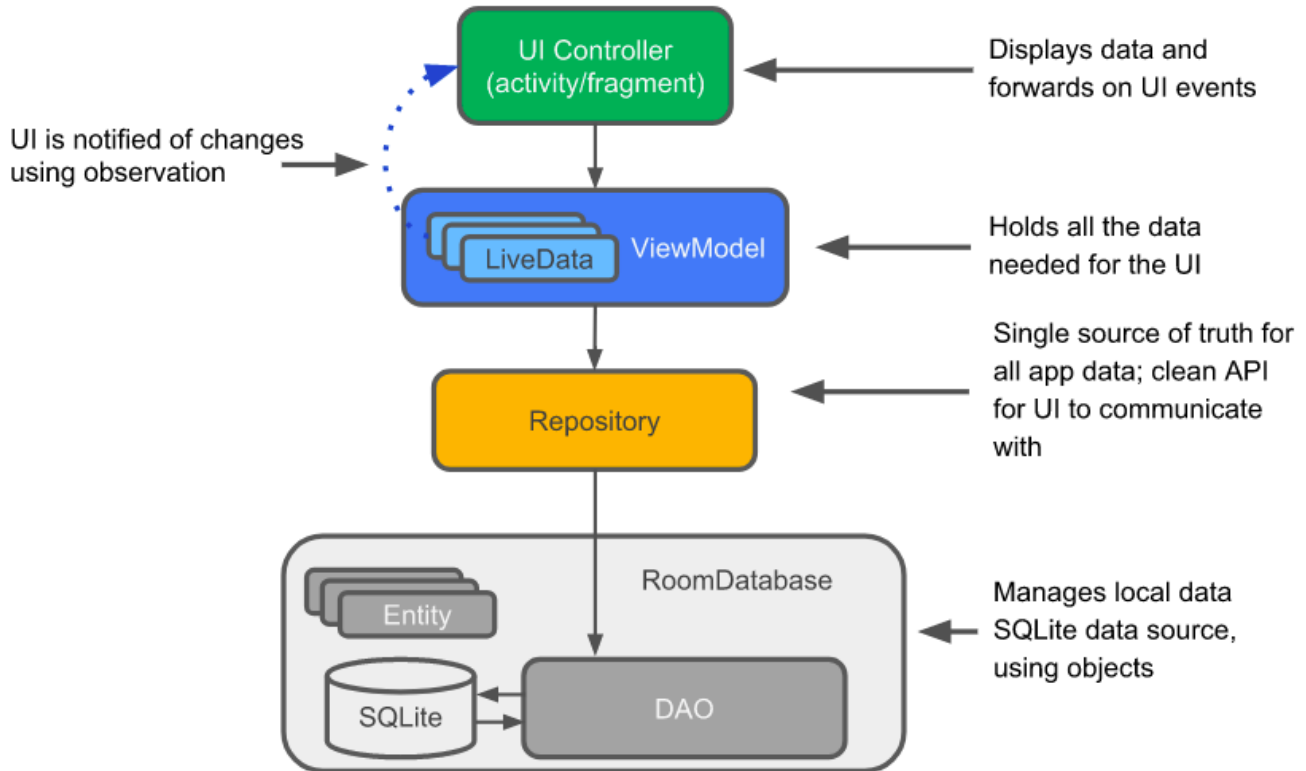 UI Controller
(activity/fragment)
Displays data and
forwards on UI events
UI is notified of changes
using observation
LiveData
ViewModel
Holds all the data
needed for the UI
Single source of truth for
all app data; clean API
for UI to communicate
with
Repository
RoomDatabase
Entity
Manages local data
SQLite data source,
using objects
SQLite
DAO